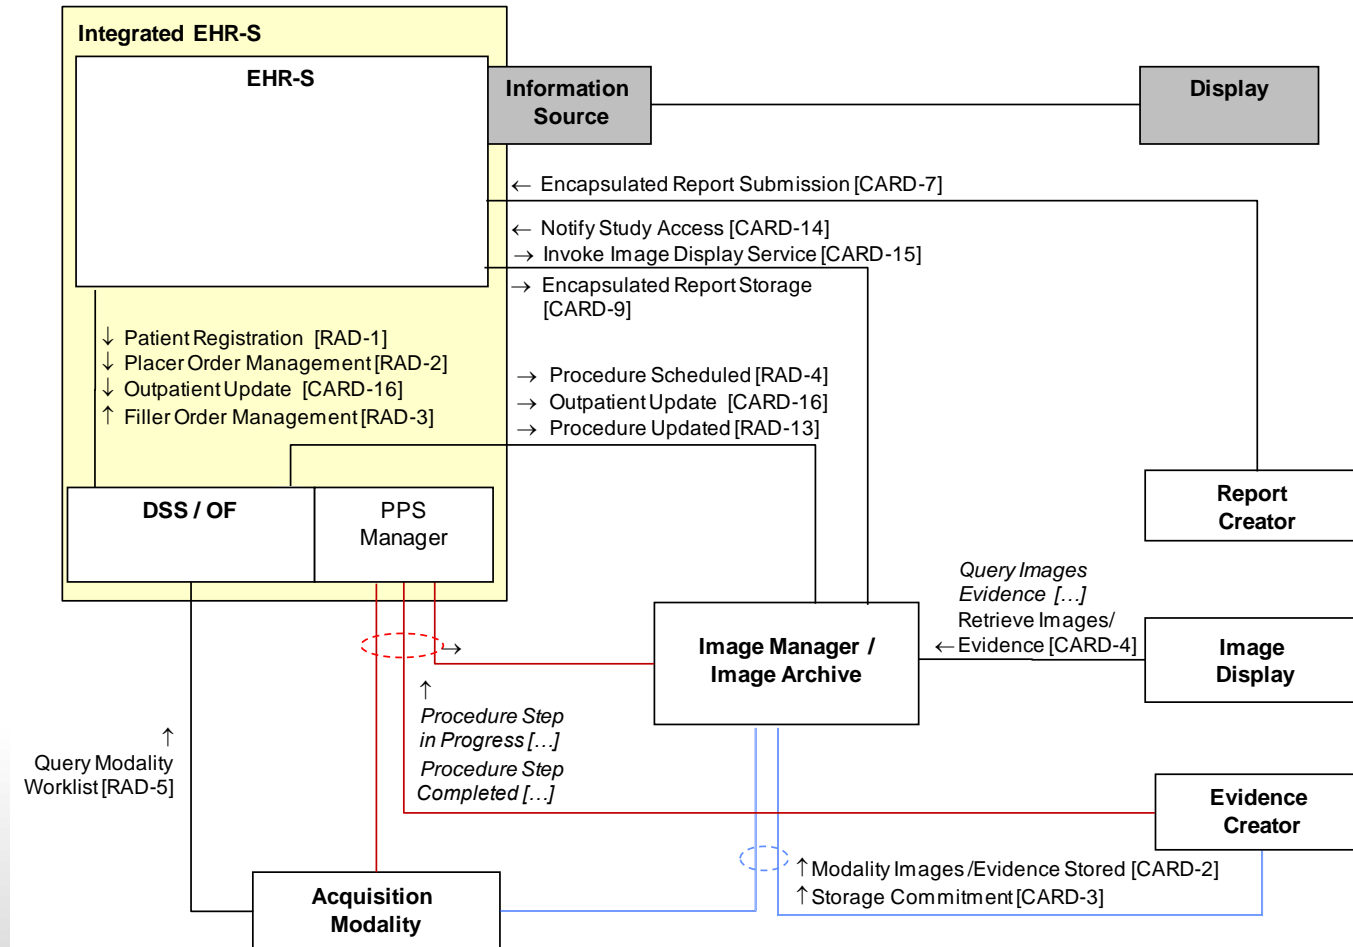 Integrated EHR-S
EHR-S
Information
Source
Display
← Encapsulated Report Submission [CARD-7]
← Notify Study Access [CARD-14]
→ Invoke Image Display Service [CARD-15]
→ Encapsulated Report Storage
[CARD-9]
↓ Patient Registration [RAD-1]
↓ Placer Order Management [RAD-2]
↓ Outpatient Update [CARD-16]
↑ Filler Order Management [RAD-3]
→ Procedure Scheduled [RAD-4]
→ Outpatient Update [CARD-16]
→ Procedure Updated [RAD-13]
DSS / OF
PPS
Manager
Report
Creator
Query Images
Evidence [...]
Retrieve Images/
← Evidence [CARD-4]
Image Manager /
Image Archive
Image
Display
→
↑
Procedure Step
in Progress [...]
Procedure Step
Completed [...]
↑
Query Modality
Worklist [RAD-5]
Evidence
Creator
↑ Modality Images /Evidence Stored [CARD-2]
↑ Storage Commitment [CARD-3]
Acquisition
Modality